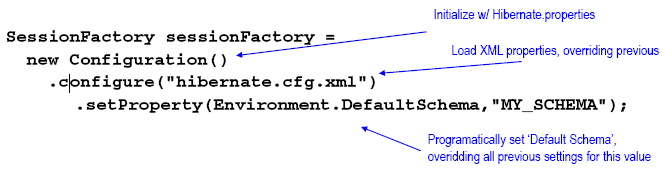 Initialize w/ Hibernate.properties
SessionFactory sessionFactory =
new Configuration()
Load XML properties, overriding previous
.configure("hibernate.cfg.xml")
.setProperty(Environment.DefaultSchema,"MY_SCHEMA");
Programatically set ‘Default Schema’,
overidding all previous settings for this value